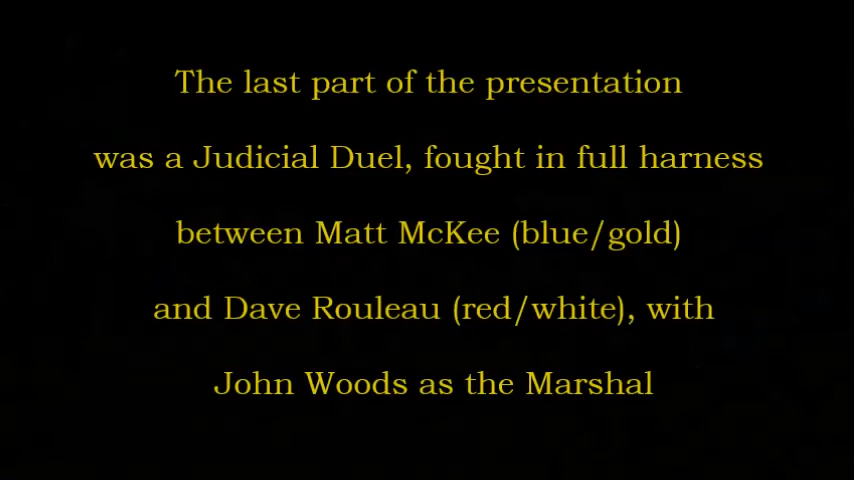 The last part of the presentation
was a Judicial Duel, fought in full harness
between Matt McKee (blue/gold)
and Dave Rouleau (red/white), with
John Woods as the Marshal